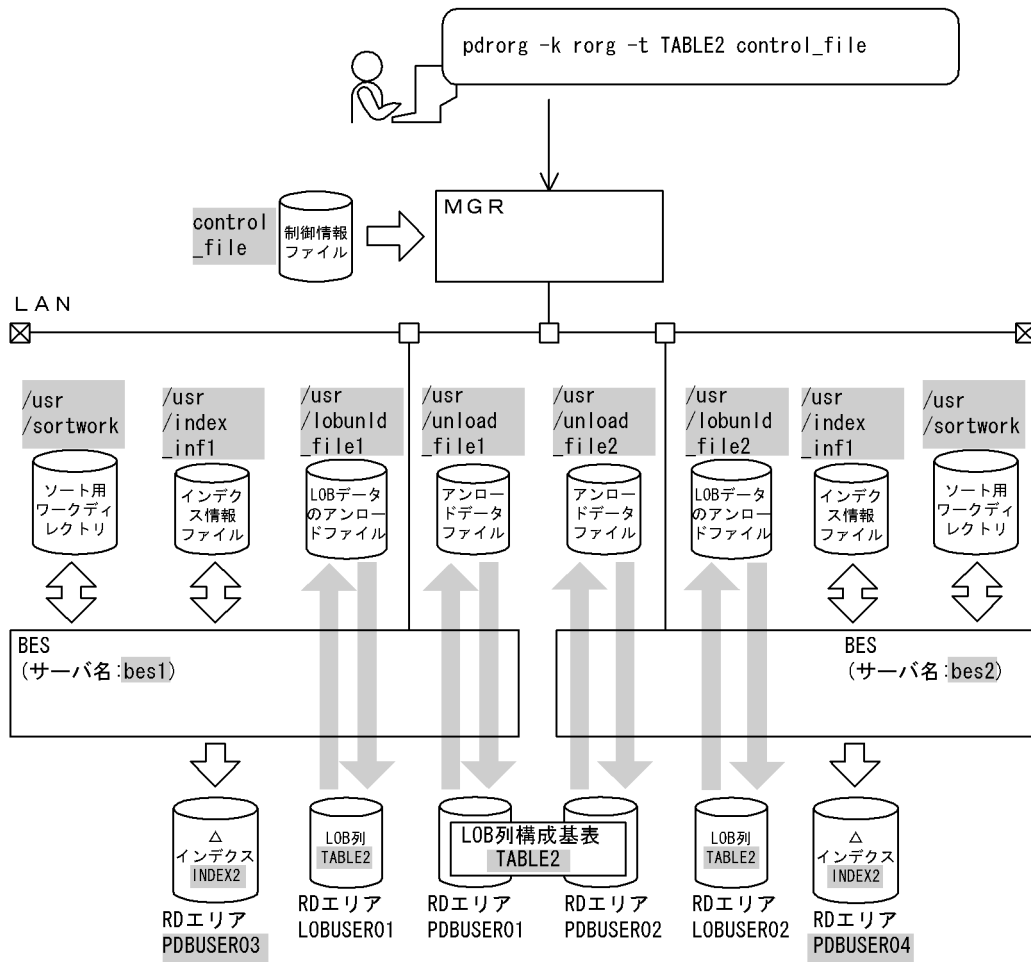 pdrorg -k rorg -t TABLE2 control_file
MGR
control
_file
制御情報
ファイル
LAN
/usr
/sortwork
/usr
/index
_inf1
/usr
/lobunld
_file1
/usr
/unload
_file1
/usr
/unload
_file2
/usr
/lobunld
_file2
/usr
/index
_inf1
/usr
/sortwork
ソート用
ワークディ
レクトリ
インデク
ス情報
ファイル
LOBデータ
のアンロー
ドファイル
アンロー
ドデータ
ファイル
アンロー
ドデータ
ファイル
LOBデータ
のアンロー
ドファイル
インデク
ス情報
ファイル
ソート用
ワークディ
レクトリ
BES
(サーバ名:bes1)
BES
(サーバ名:bes2)
△
インデクス
INDEX2
LOB列
TABLE2
LOB列構成基表
TABLE2
LOB列
TABLE2
△
インデクス
INDEX2
RDエリア
PDBUSER03
RDエリア
LOBUSER01
RDエリア
PDBUSER01
RDエリア
PDBUSER02
RDエリア
LOBUSER02
RDエリア
PDBUSER04